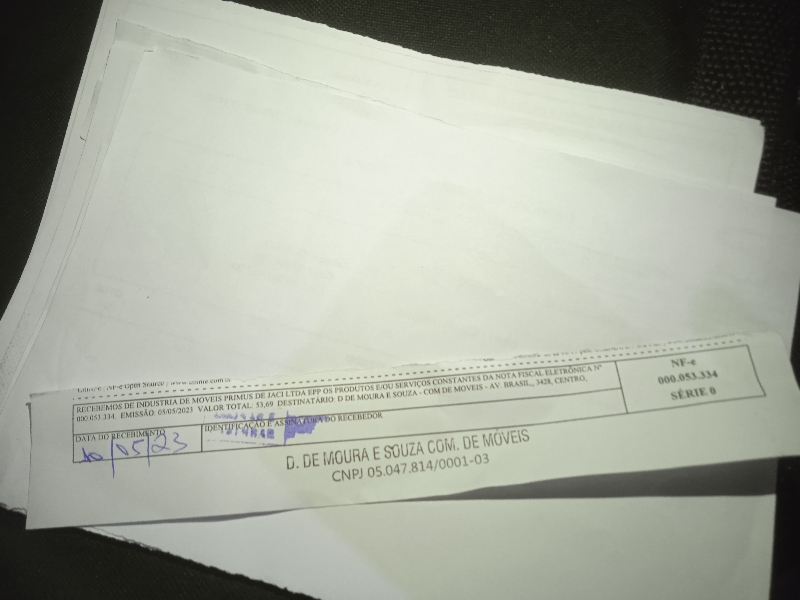 NF-e Open Source
RECEBEMOS DE INDUSTRIA DE MOVEIS PRIMUS DE JACI LTDA EPP OS PRODUTOS E/OU SERVIÇOS CONSTANTES DA NOTA FISCAL ELETRÔNICA Nº
000.053.334 EMISSÃO: 05/05/2023 VALOR TOTAL: 53,69 DESTINATÁRIO: D DE MOURA E SOUZA - COM DE MOVEIS - AV. BRASIL,, 3428, CENTRO,
NF-e
000.053.334
SÉRIE 0
DATA DO RECEBIMENTO
10/05/23
IDENTIFICAÇÃO E ASSINATURA DO RECEBEDOR
D. DE MOURA E SOUZA COM. DE MÓVEIS
CNPJ 05.047.814/0001-03